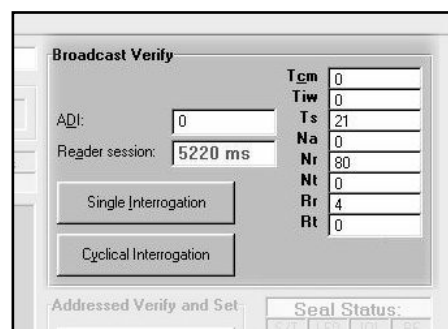 Broadcast Verify
Tcm 0
Tiw 0
ADI: 0
Ts 21
Na 0
Reader session: 5220 ms
Nr 80
Nt 0
Single Interrogation
Rr 4
Rt 0
Cyclical Interrogation
Addressed Verify and Set
Seal Status: